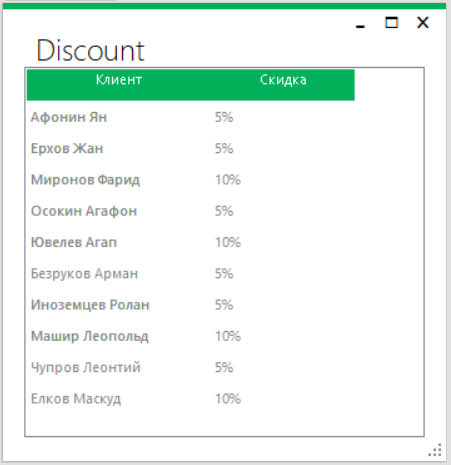 Discount
Клиент Скидка
Афонин Ян 5%
Ерхов Жан 5%
Миронов Фарид 10%
Осокин Агафон 5%
Ювелев Агап 10%
Безруков Арман 5%
Иноземцев Ролан 5%
Машир Леопольд 10%
Чупров Леонтий 5%
Елков Маскуд 10%